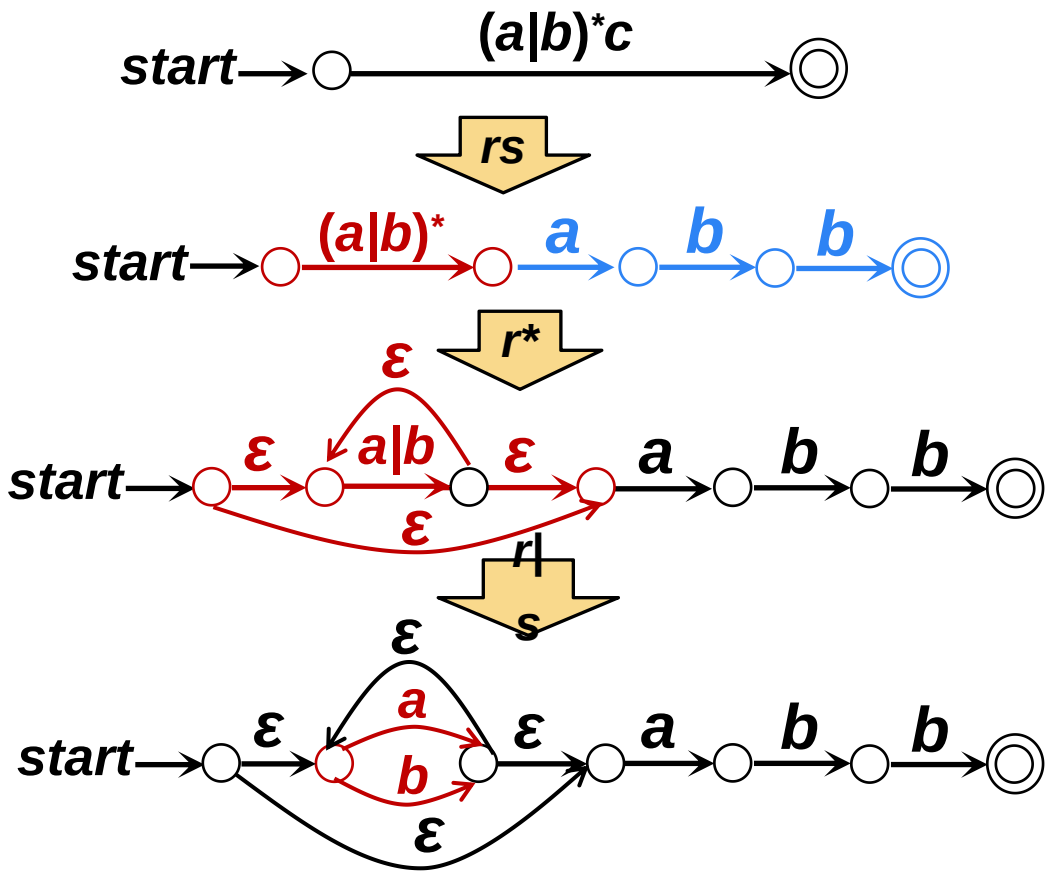 (a|b)*c
start
rs
(a|b)* a b b
start
r*
ε
ε a|b ε a b b
start
ε
r|
s
ε
a
ε ε a b b
start
b
ε